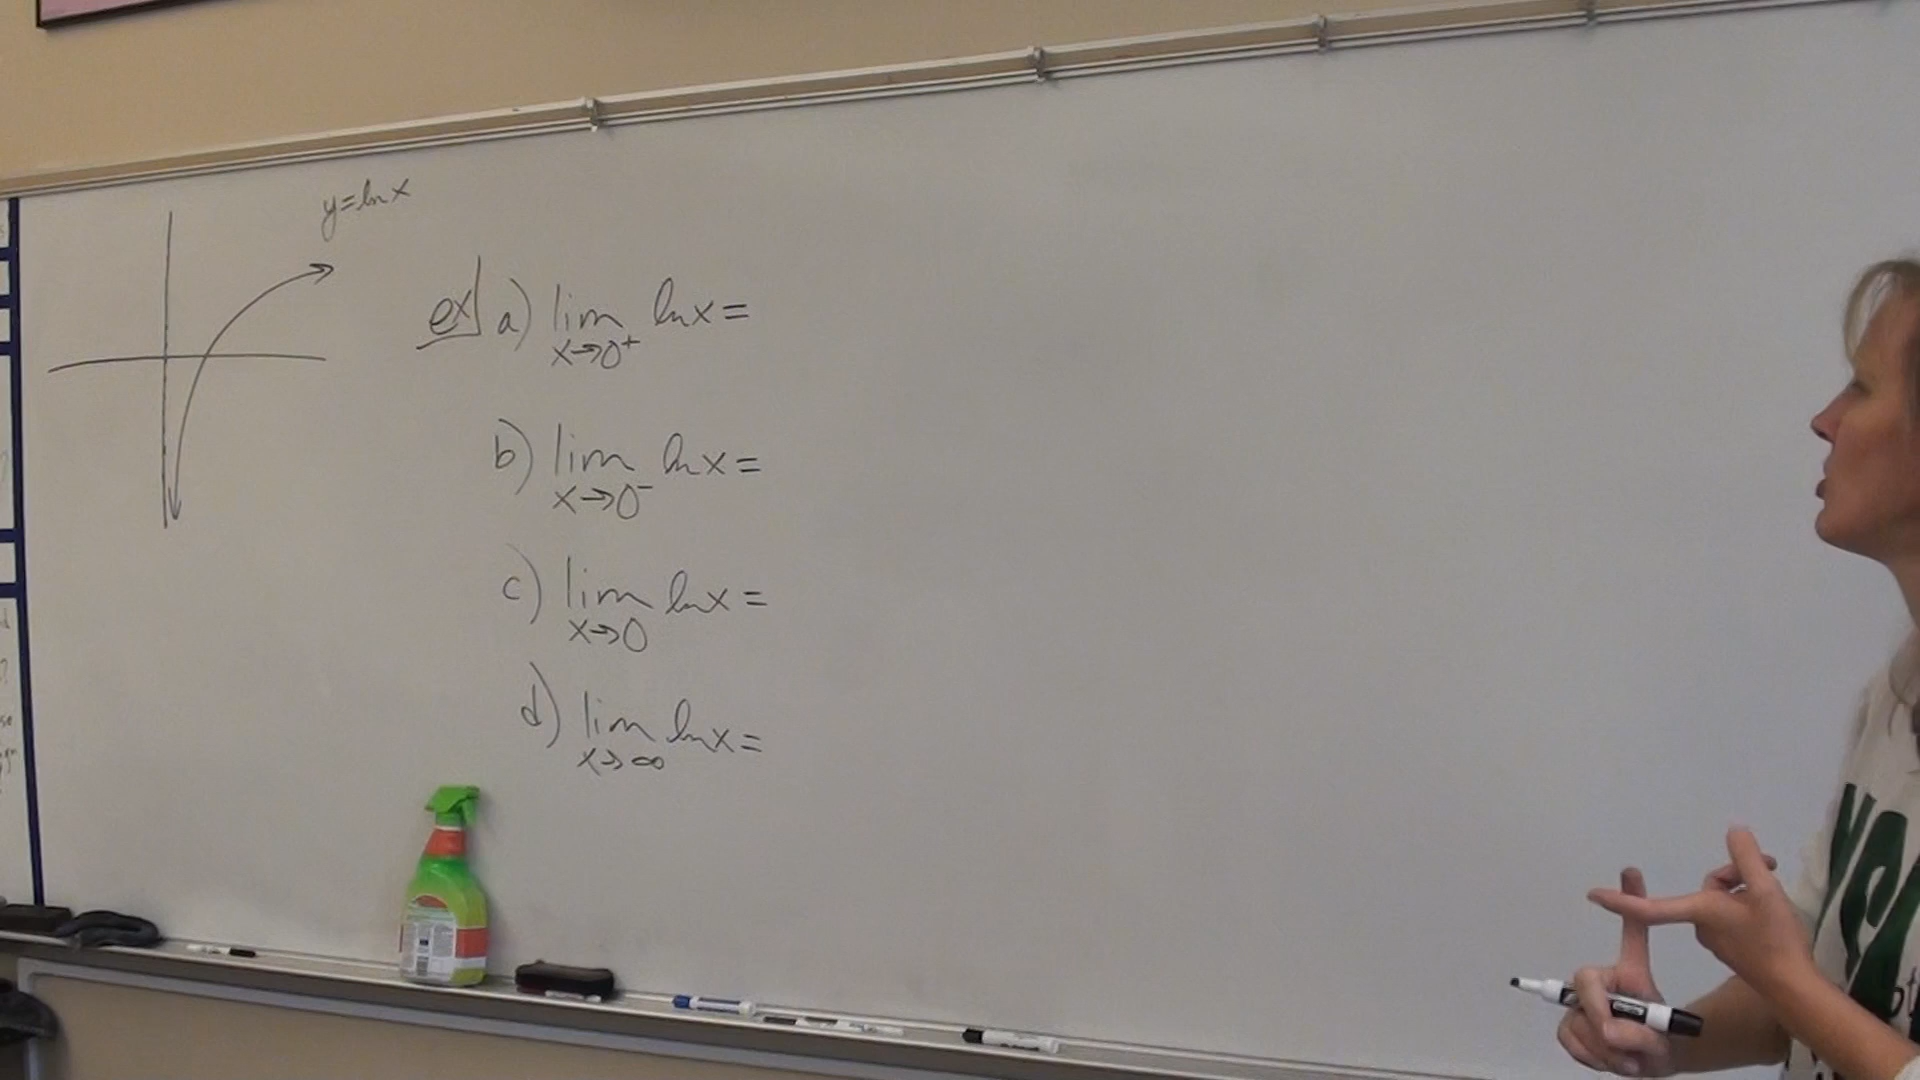 y=ln x
ex a) lim ln x =
x→0⁺
b) lim ln x =
x→0⁻
c) lim ln x =
x→0
d) lim ln x =
x→∞